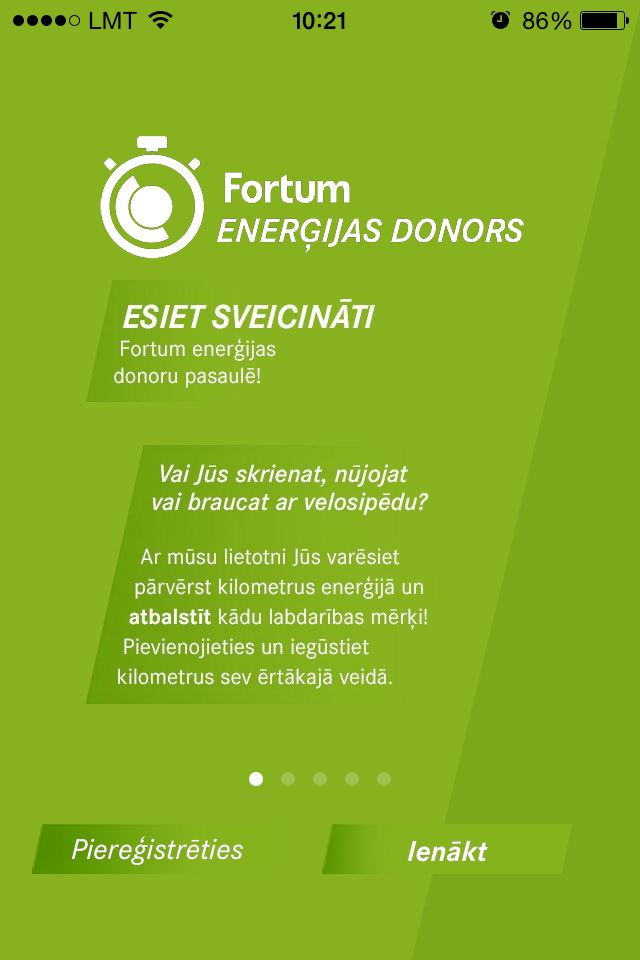 LMT 10:21 86%
Fortum
ENERĢIJAS DONORS
ESIET SVEICINĀTI
Fortum enerģijas
donoru pasaulē!
Vai Jūs skrienat, nūjojat
vai braucat ar velosipēdu?
Ar mūsu lietotni Jūs varēsiet
pārvērst kilometrus enerģijā un
atbalstīt kādu labdarības mērķi!
Pievienojieties un iegūstiet
kilometrus sev ērtākajā veidā.
Piereģistrēties
Ienākt